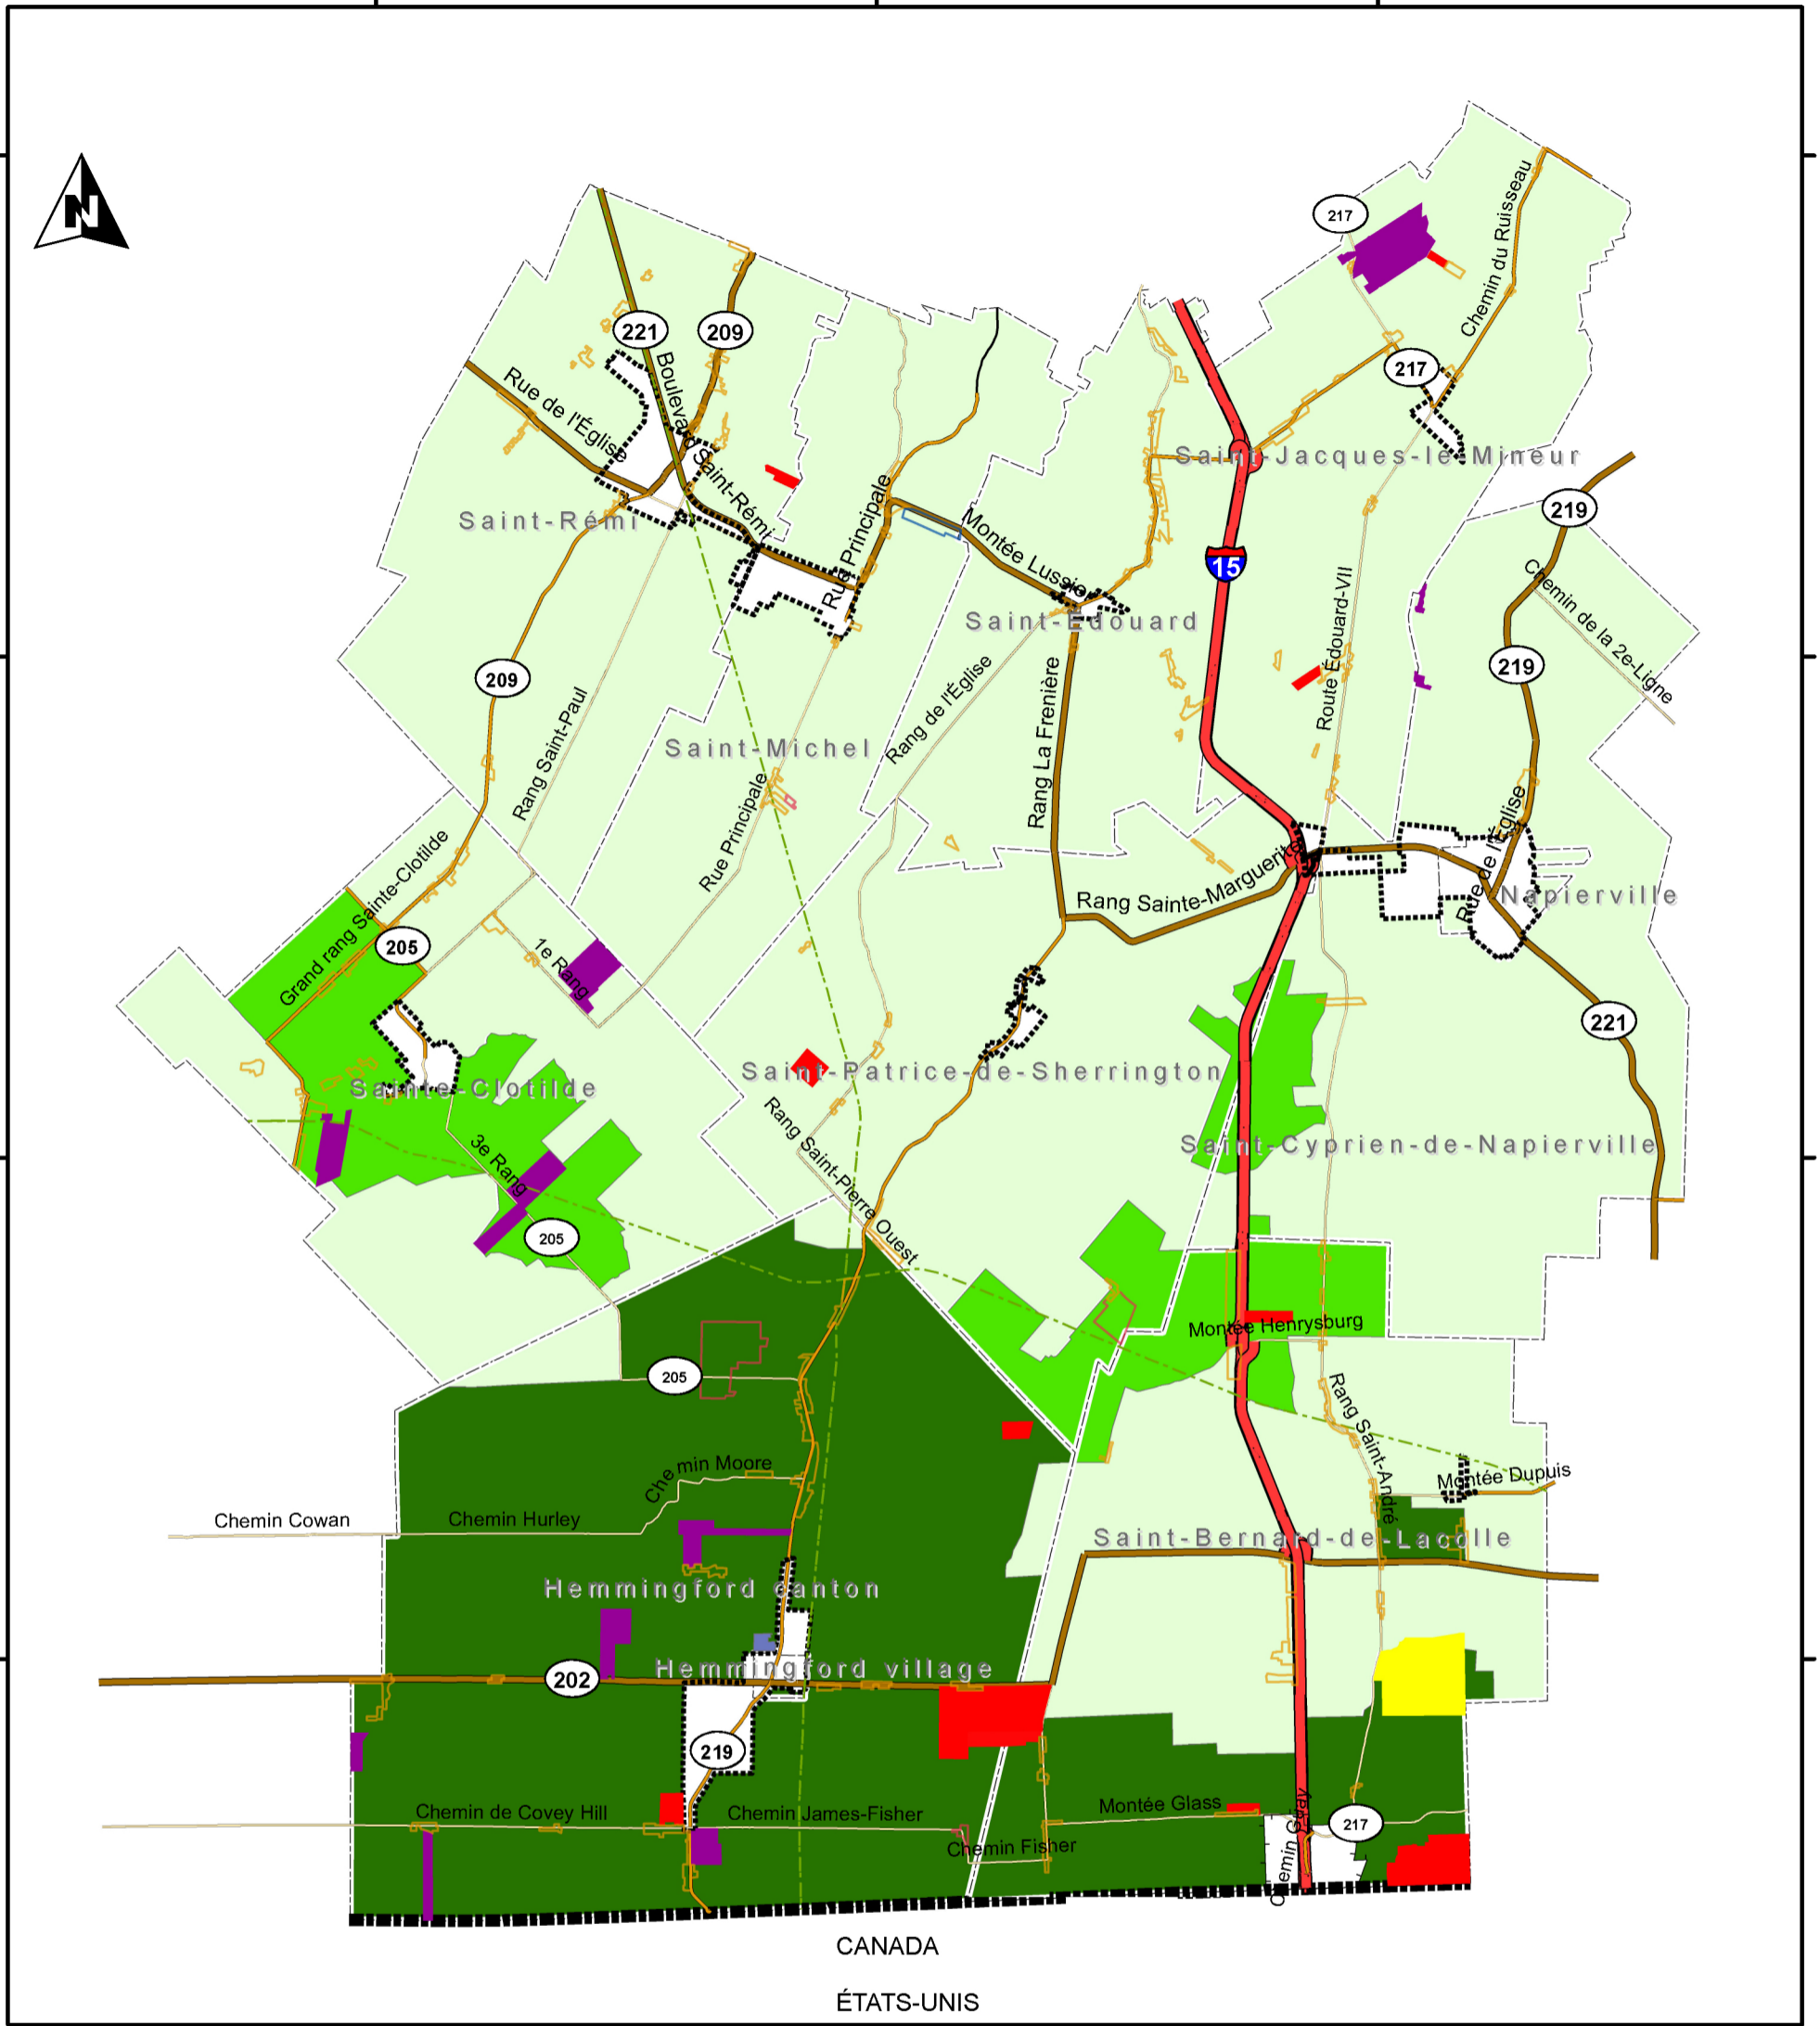 N
217
Chemin du Ruisseau
221
209
217
Boulevard Saint-Rémi
Rue de l'Église
Saint-Jacques-le-Mineur
Rue Principale
219
Saint-Rémi
Montée Lussier
15
Chemin de la 2e-Ligne
Saint-Édouard
Route Édouard-VII
209
219
Rang de l'Église
Rang La Frenière
Rang Saint-Paul
Saint-Michel
Rue Principale
Grand rang Sainte-Clotilde
Rang Sainte-Marguerite
Rue de l'Église
Napierville
205
1e Rang
221
Saint-Patrice-de-Sherrington
Sainte-Clotilde
Rang Saint-Pierre Ouest
Saint-Cyprien-de-Napierville
3e Rang
205
Montée Henrysburg
205
Rang Saint-André
Chemin Moore
Montée Dupuis
Chemin Cowan
Chemin Hurley
Saint-Bernard-de-Lacolle
Hemmingford canton
Hemmingford village
202
219
Chemin de Covey Hill
Chemin James-Fisher
Montée Glass
217
Chemin Fisher
Chemin Guay
CANADA
ÉTATS-UNIS